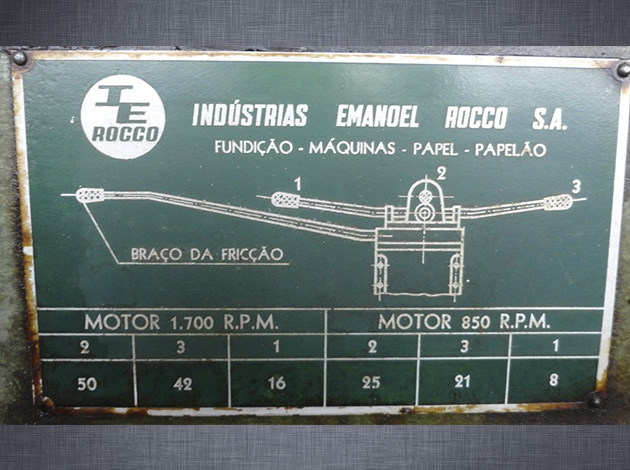 IE
ROCCO
INDÚSTRIAS EMANOEL ROCCO S.A.
FUNDIÇÃO - MÁQUINAS - PAPEL - PAPELÃO
1 2 3
BRAÇO DA FRICÇÃO
MOTOR 1.700 R.P.M. MOTOR 850 R.P.M.
2 3 1 2 3 1
50 42 16 25 21 8